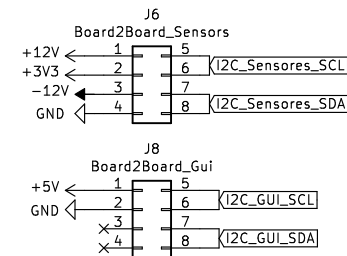 J6
Board2Board_Sensors
+12V 1 5
+3V3 2 6 I2C_Sensores_SCL
-12V 3 7
GND 4 8 I2C_Sensores_SDA
J8
Board2Board_Gui
+5V 1 5
GND 2 6 I2C_GUI_SCL
3 7
4 8 I2C_GUI_SDA